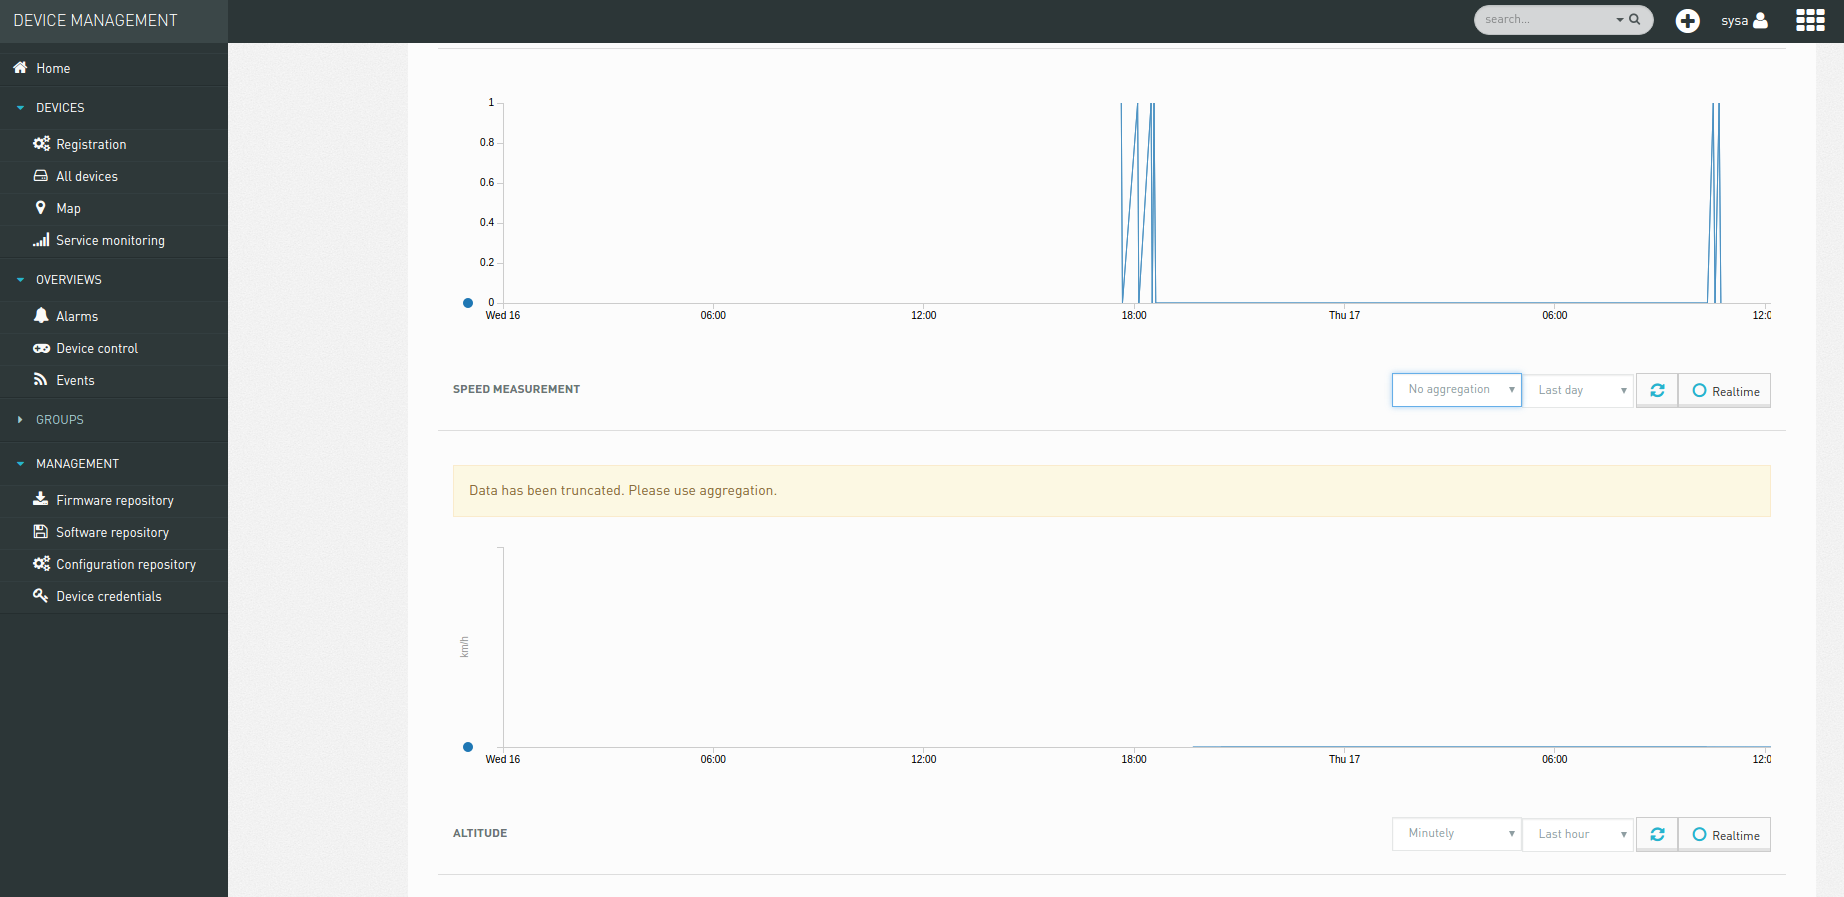 DEVICE MANAGEMENT
search...
sysa
Home
DEVICES
Registration
All devices
Map
Service monitoring
OVERVIEWS
Alarms
Device control
Events
GROUPS
MANAGEMENT
Firmware repository
Software repository
Configuration repository
Device credentials
1
0.8
0.6
0.4
0.2
0
Wed 16 06:00 12:00 18:00 Thu 17 06:00 12:0
SPEED MEASUREMENT
No aggregation Last day Realtime
Data has been truncated. Please use aggregation.
km/h
Wed 16 06:00 12:00 18:00 Thu 17 06:00 12:0
ALTITUDE
Minutely Last hour Realtime